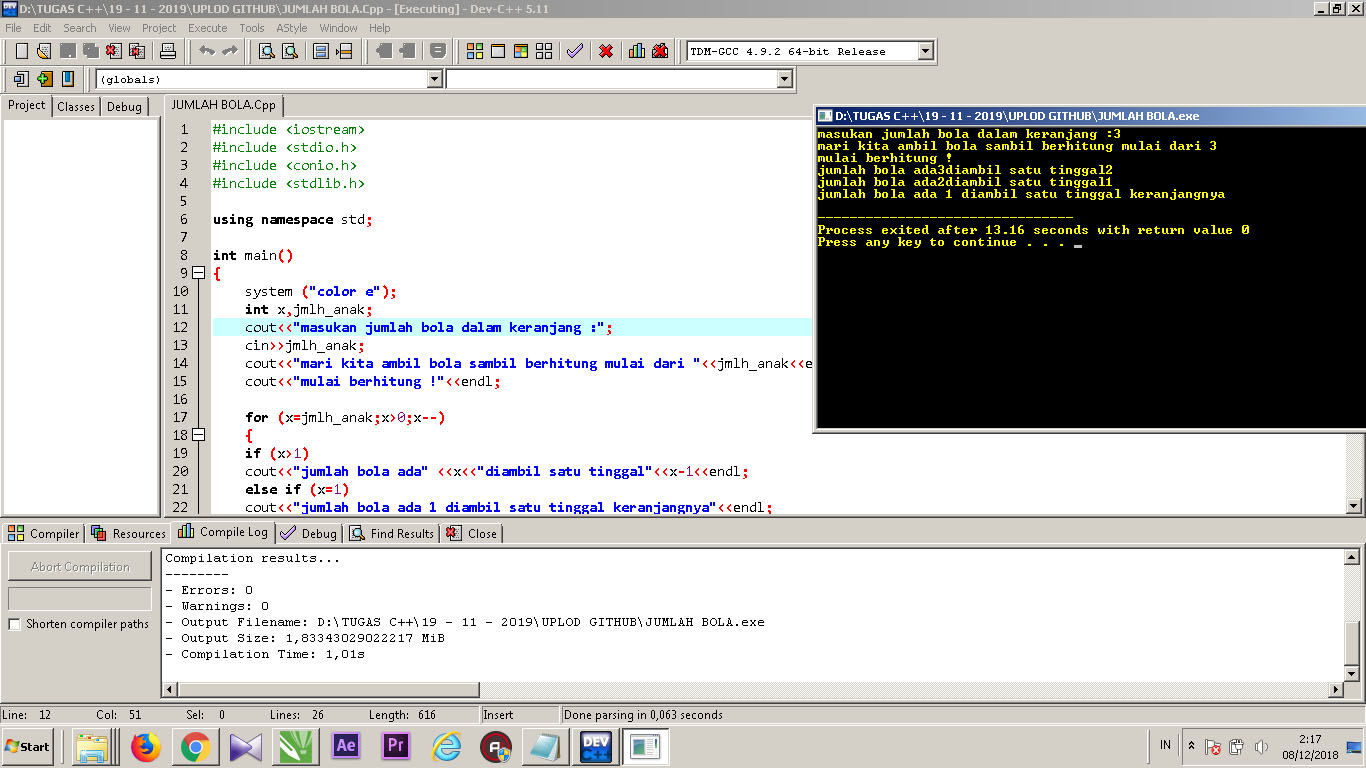 D:\TUGAS C++\19 - 11 - 2019\UPLOD GITHUB\JUMLAH BOLA.Cpp - [Executing] - Dev-C++ 5.11
File Edit Search View Project Execute Tools AStyle Window Help
TDM-GCC 4.9.2 64-bit Release
(globals)
Project Classes Debug
JUMLAH BOLA.Cpp
1 #include <iostream>
2 #include <stdio.h>
3 #include <conio.h>
4 #include <stdlib.h>
5
6 using namespace std;
7
8 int main()
9 {
10 system ("color e");
11 int x,jmlh_anak;
12 cout<<"masukan jumlah bola dalam keranjang :";
13 cin>>jmlh_anak;
14 cout<<"mari kita ambil bola sambil berhitung mulai dari "<<jmlh_anak<<e
15 cout<<"mulai berhitung !"<<endl;
16
17 for (x=jmlh_anak;x>0;x--)
18 {
19 if (x>1)
20 cout<<"jumlah bola ada" <<x<<"diambil satu tinggal"<<x-1<<endl;
21 else if (x=1)
22 cout<<"jumlah bola ada 1 diambil satu tinggal keranjangnya"<<endl;
D:\TUGAS C++\19 - 11 - 2019\UPLOD GITHUB\JUMLAH BOLA.exe
masukan jumlah bola dalam keranjang :3
mari kita ambil bola sambil berhitung mulai dari 3
mulai berhitung !
jumlah bola ada3diambil satu tinggal2
jumlah bola ada2diambil satu tinggal1
jumlah bola ada 1 diambil satu tinggal keranjangnya
--------------------------------
Process exited after 13.16 seconds with return value 0
Press any key to continue . . . _
Compiler Resources Compile Log Debug Find Results Close
Abort Compilation
Shorten compiler paths
Compilation results...
--------
- Errors: 0
- Warnings: 0
- Output Filename: D:\TUGAS C++\19 - 11 - 2019\UPLOD GITHUB\JUMLAH BOLA.exe
- Output Size: 1,83343029022217 MiB
- Compilation Time: 1,01s
Line: 12 Col: 51 Sel: 0 Lines: 26 Length: 616 Insert Done parsing in 0,063 seconds
Start
Ae
Pr
DEV
IN
2:17
08/12/2018